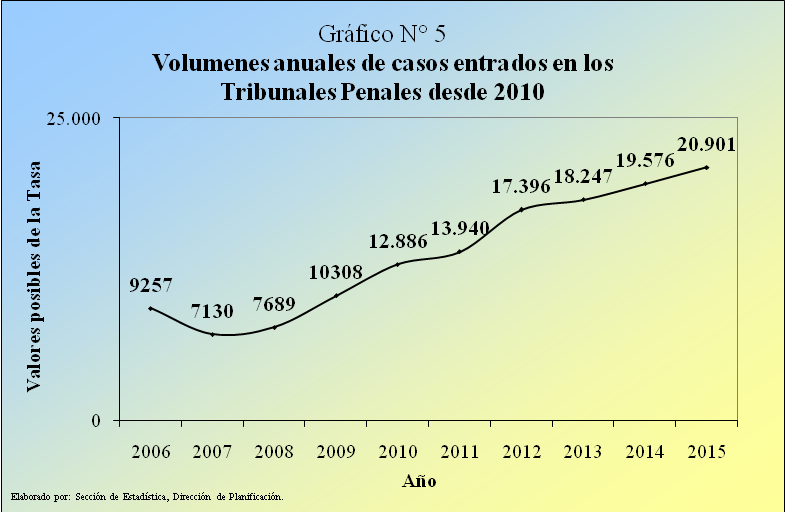 Gráfico N° 5
Volumenes anuales de casos entrados en los
Tribunales Penales desde 2010
25.000
0
Valores posibles de la Tasa
9257
7130
7689
10308
12.886
13.940
17.396
18.247
19.576
20.901
2006 2007 2008 2009 2010 2011 2012 2013 2014 2015
Año
Elaborado por: Sección de Estadística, Dirección de Planificación.